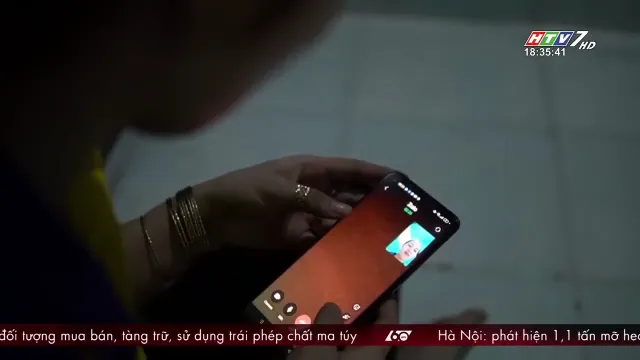 HTV7 HD
18:35:41
đối tượng mua bán, tàng trữ, sử dụng trái phép chất ma túy
60 Hà Nội: phát hiện 1,1 tấn mỡ heo